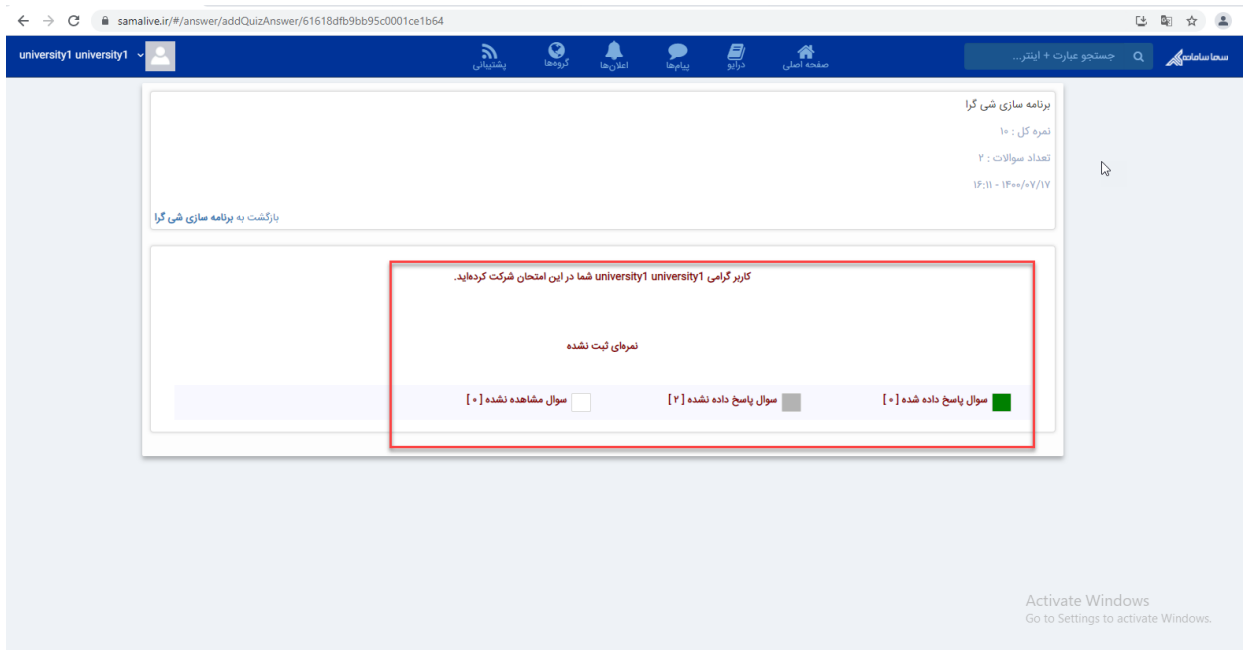 samalive.ir/#/answer/addQuizAnswer/61618dfb9bb95c0001ce1b64
university1 university1
پشتیبانی
گروه‌ها
اعلان‌ها
پیام‌ها
درایو
صفحه اصلی
جستجو عبارت + اینتر...
سما سامانه
برنامه سازی شی گرا
نمره کل : ۱۰
تعداد سوالات : ۲
۱۴۰۰/۰۷/۱۷ - ۱۶:۱۱
بازگشت به برنامه سازی شی گرا
کاربر گرامی university1 university1 شما در این امتحان شرکت کرده‌اید.
نمره‌ای ثبت نشده
سوال پاسخ داده شده [ ۰ ]
سوال پاسخ داده نشده [ ۲ ]
سوال مشاهده نشده [ ۰ ]
Activate Windows
Go to Settings to activate Windows.